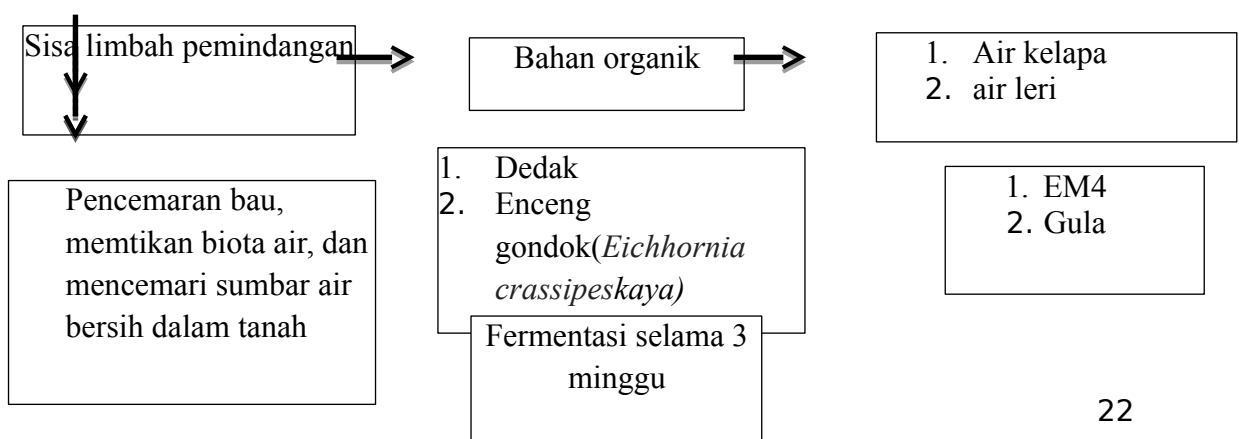 Sisa limbah pemindangan
Bahan organik
1. Air kelapa
2. air leri
1. Dedak
2. Enceng
gondok(Eichhornia
crassipeskaya)
1. EM4
2. Gula
Pencemaran bau,
memtikan biota air, dan
mencemari sumbar air
bersih dalam tanah
Fermentasi selama 3
minggu
22